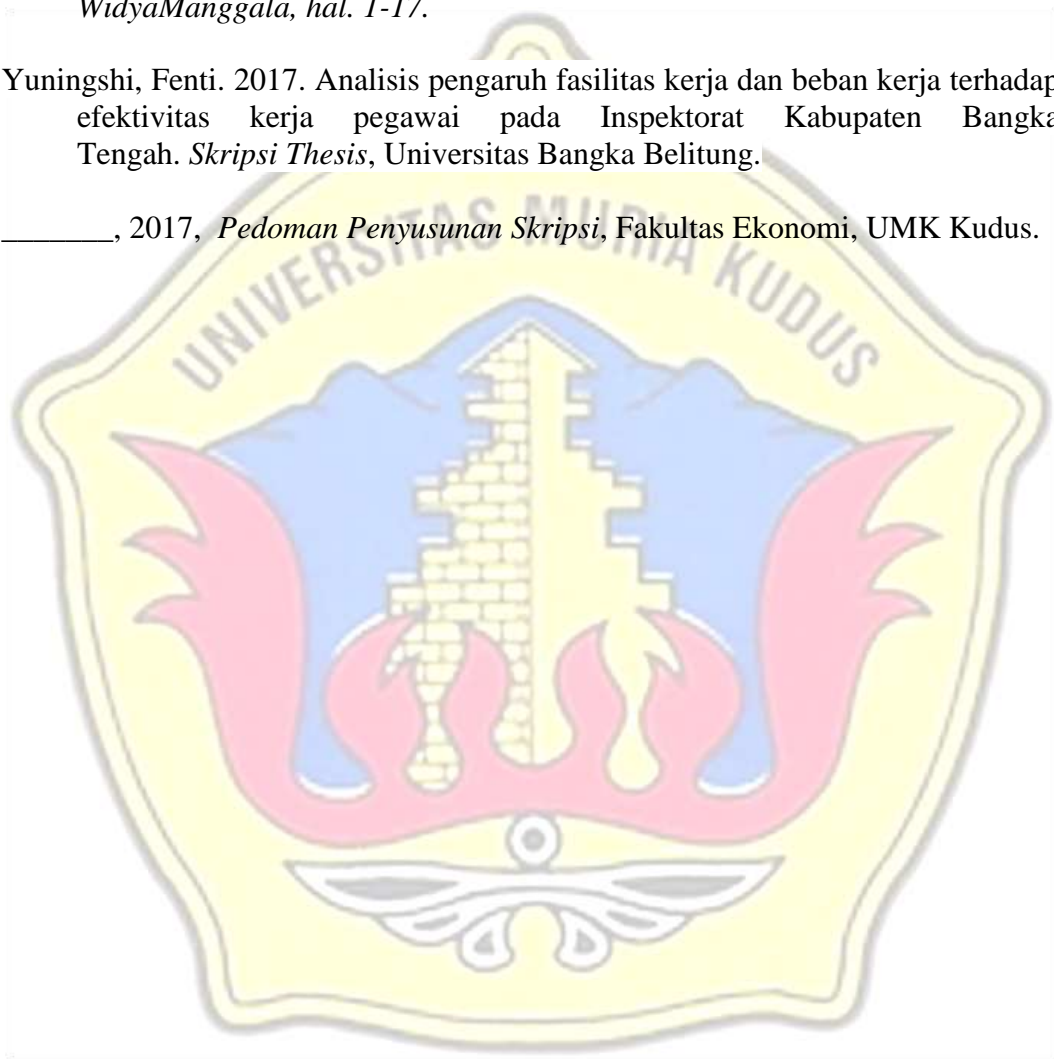 WidyaManggala, hal. 1-17.
Yuningshi, Fenti. 2017. Analisis pengaruh fasilitas kerja dan beban kerja terhadap
efektivitas kerja pegawai pada Inspektorat Kabupaten Bangka
Tengah. Skripsi Thesis, Universitas Bangka Belitung.
_______, 2017, Pedoman Penyusunan Skripsi, Fakultas Ekonomi, UMK Kudus.
UNIVERSITAS MURIA KUDUS